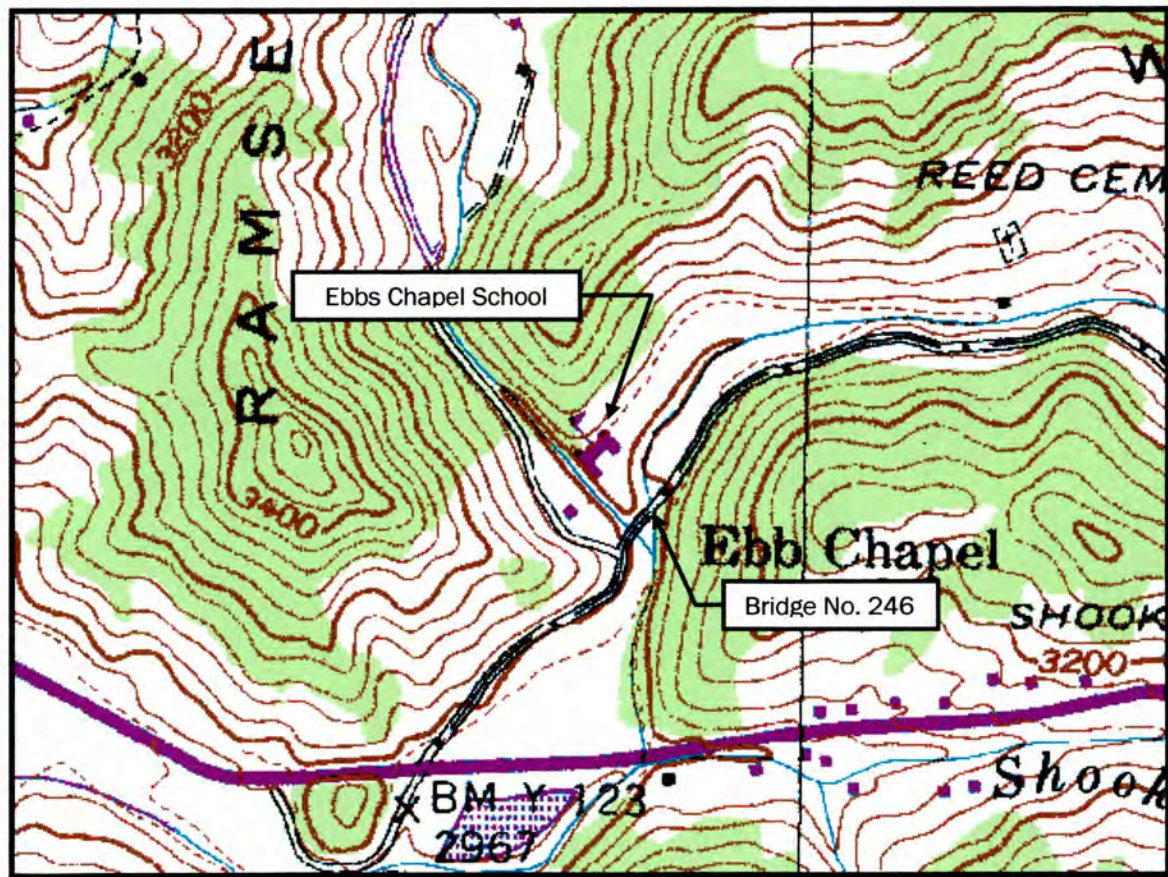 3200
RAMSE
W
REED CEM
Ebbs Chapel School
3400
Ebb Chapel
Bridge No. 246
SHOOK
3200
BM Y 123
2967
Shook